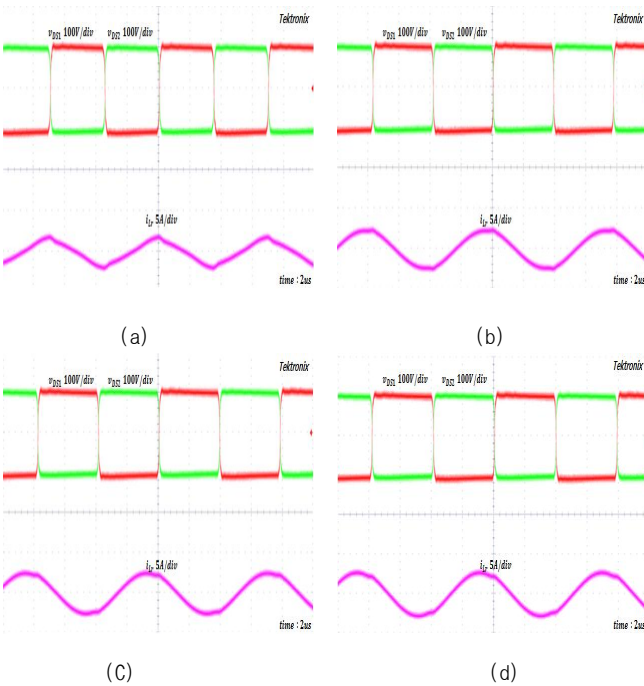 Tektronix
v_DS1 100V/div v_DS2 100V/div
i_Lr 5A/div
time : 2us
(a)
Tektronix
v_DS1 100V/div v_DS2 100V/div
i_Lr 5A/div
time : 2us
(b)
Tektronix
v_DS1 100V/div v_DS2 100V/div
i_Lr 5A/div
time : 2us
(C)
Tektronix
v_DS1 100V/div v_DS2 100V/div
i_Lr 5A/div
time : 2us
(d)